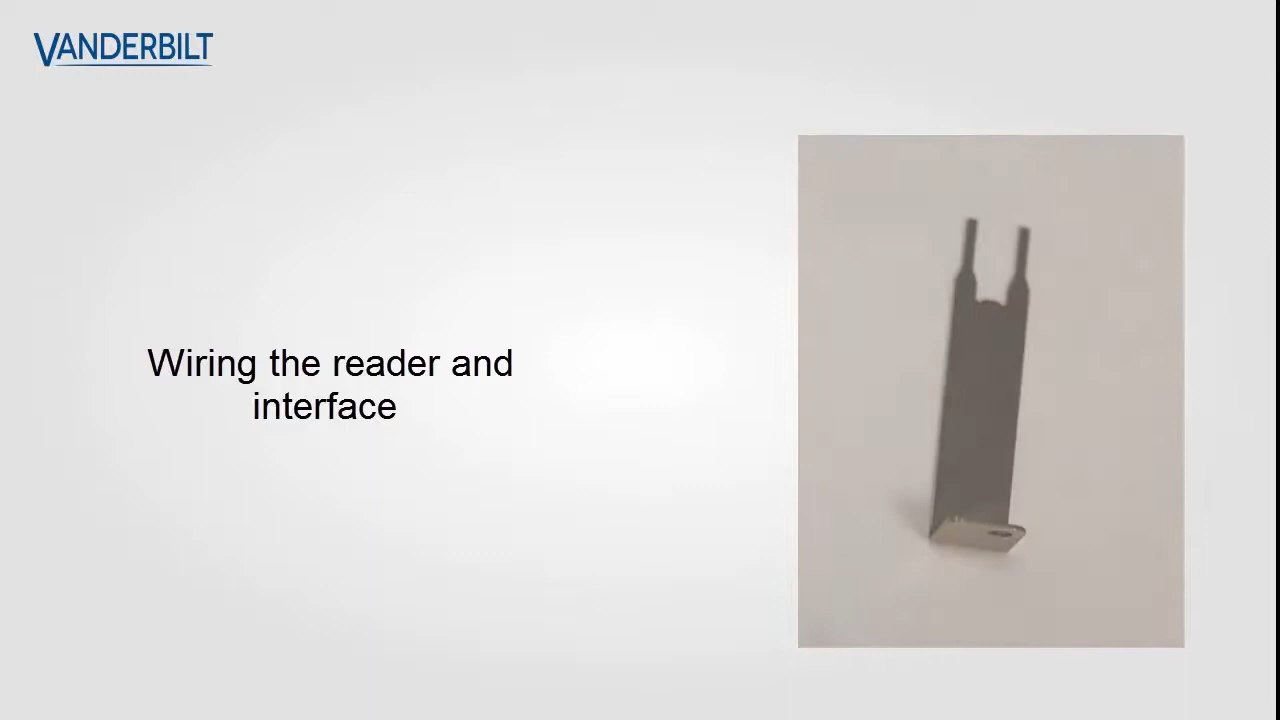 VANDERBILT
Wiring the reader and
interface